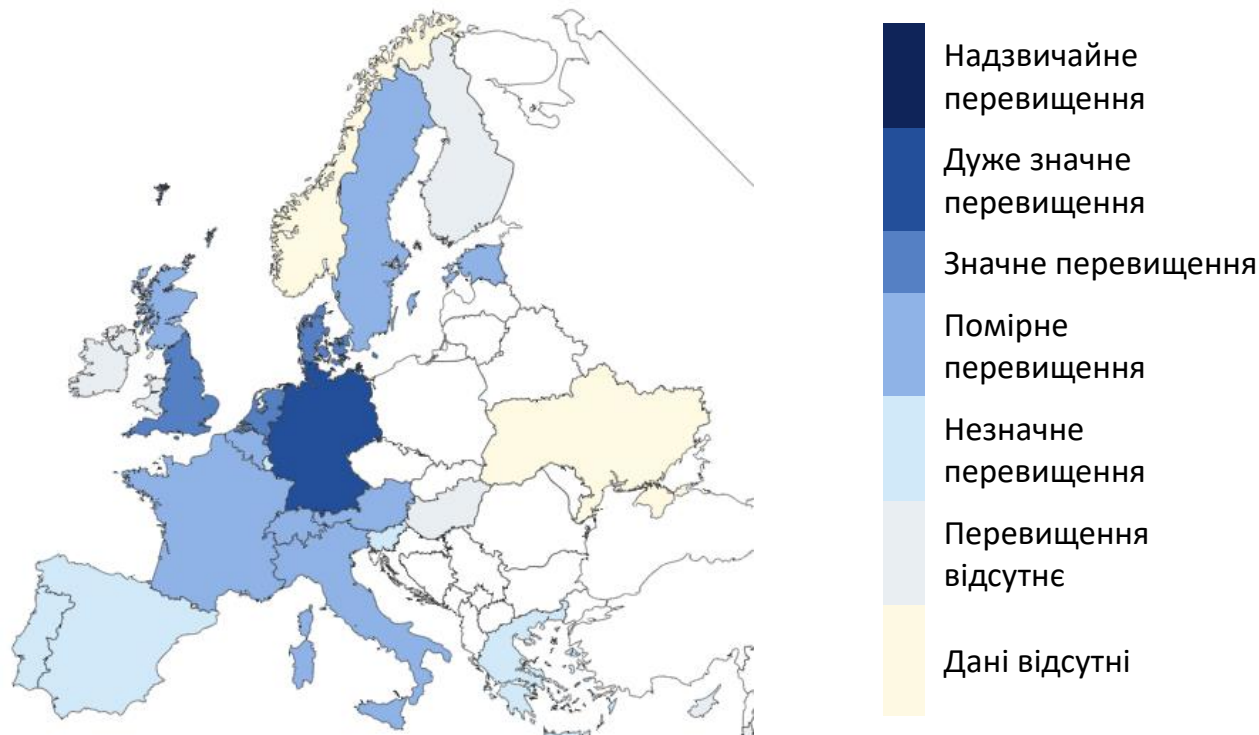 Надзвичайне
перевищення
Дуже значне
перевищення
Значне перевищення
Помірне
перевищення
Незначне
перевищення
Перевищення
відсутнє
Дані відсутні